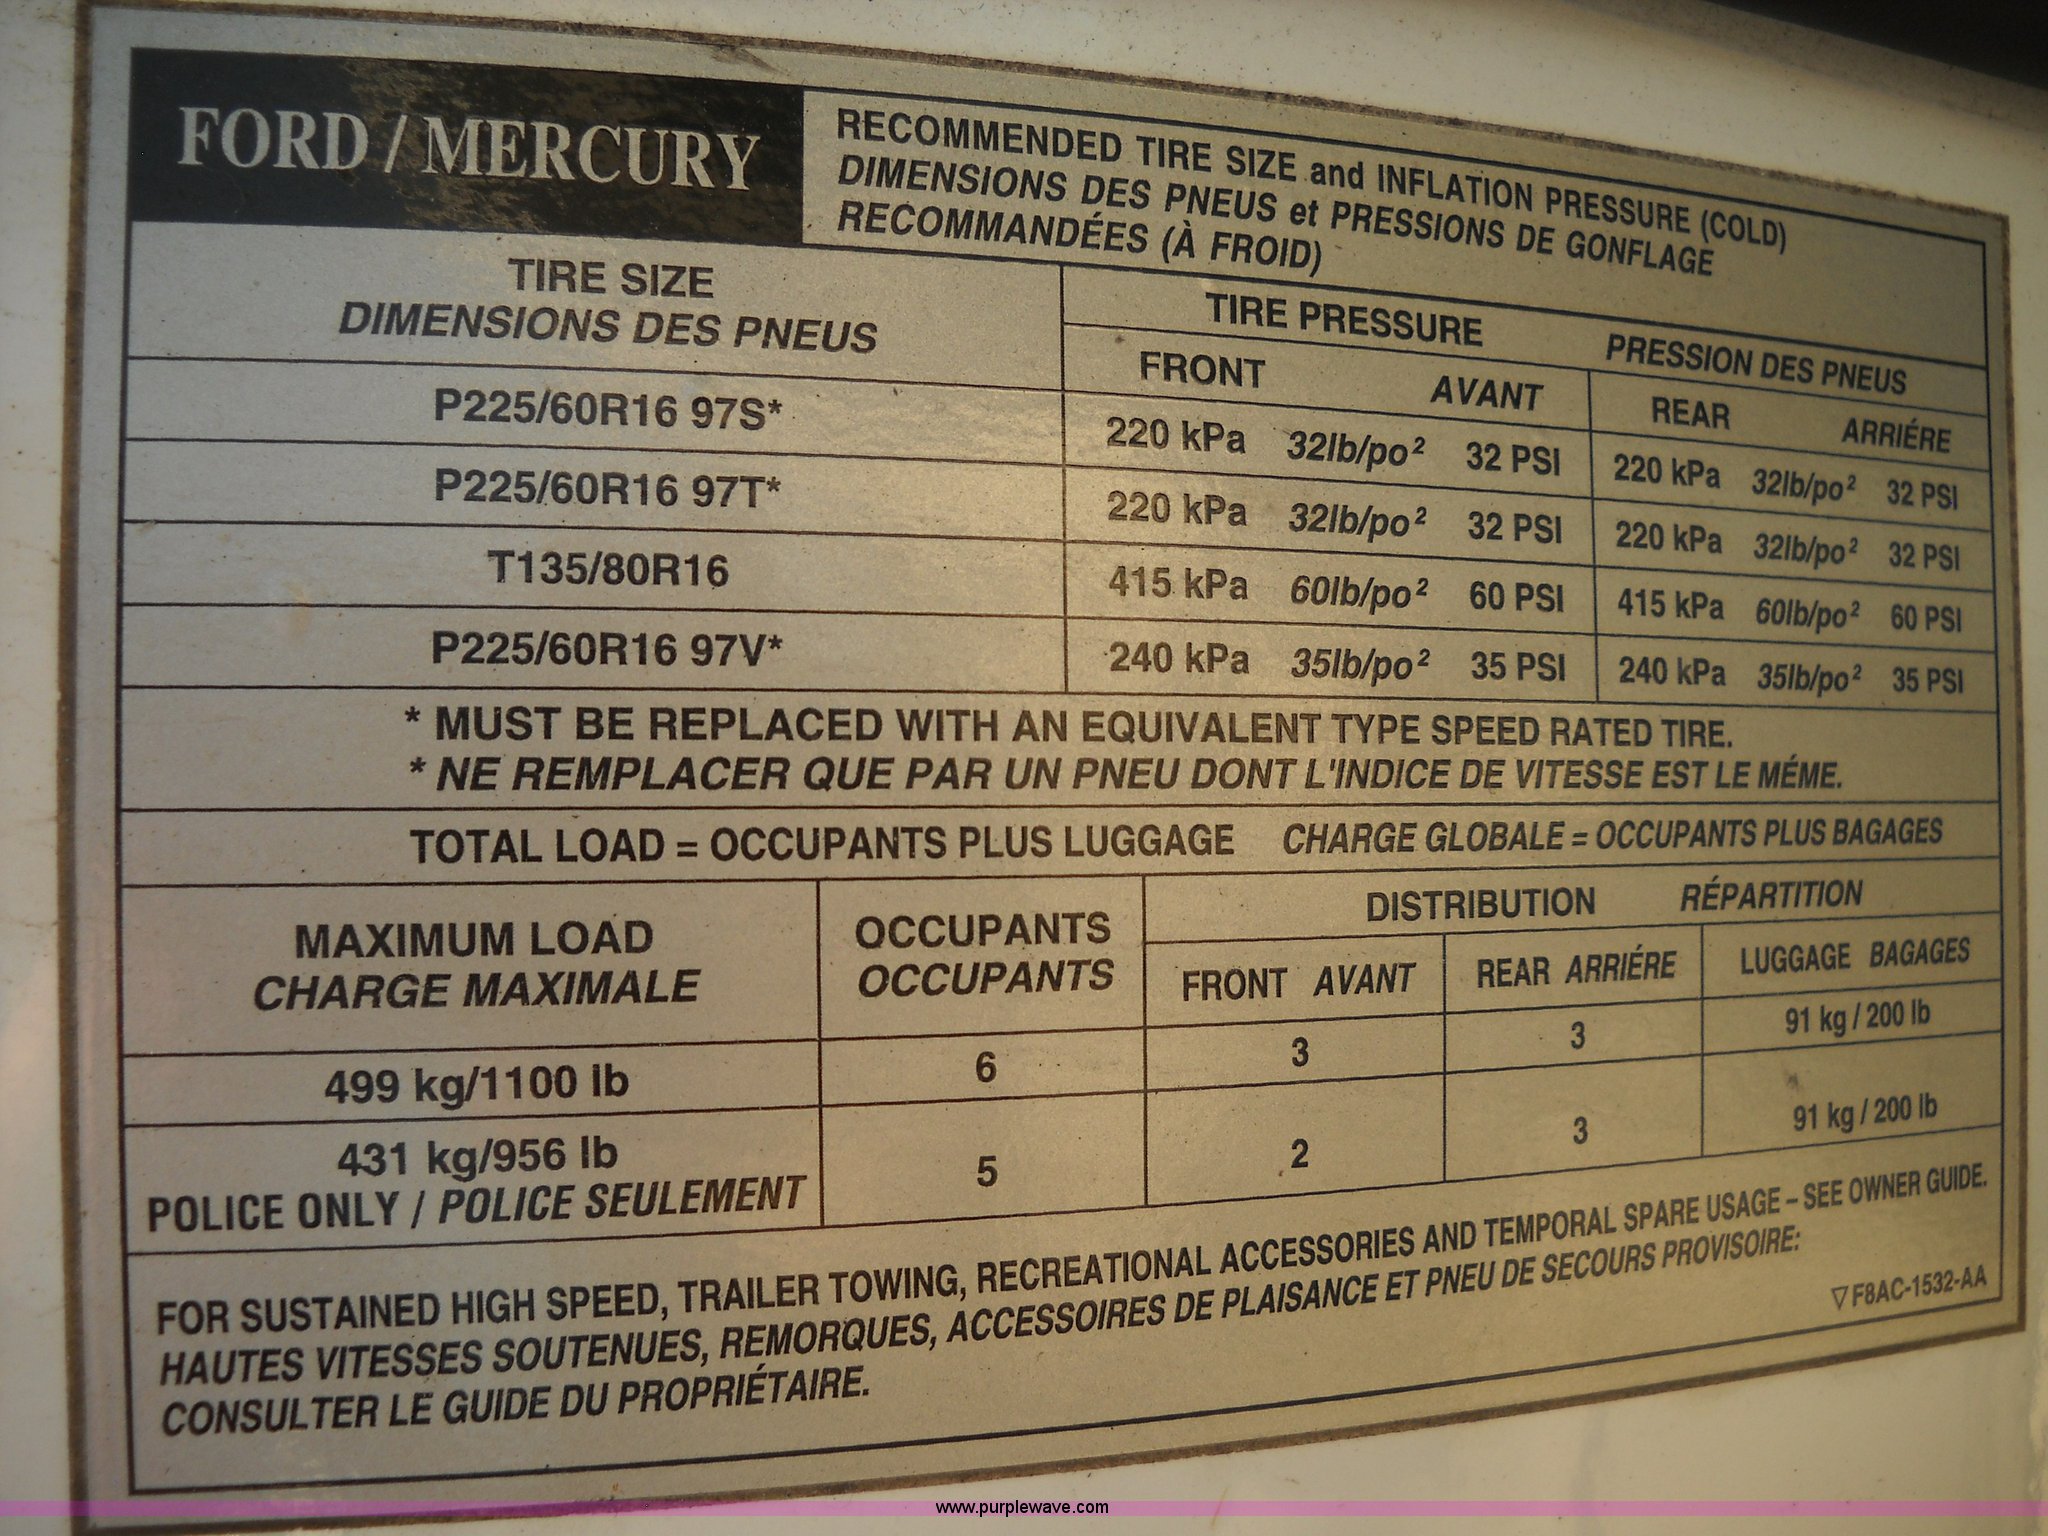 FORD / MERCURY
RECOMMENDED TIRE SIZE and INFLATION PRESSURE (COLD)
DIMENSIONS DES PNEUS et PRESSIONS DE GONFLAGE
RECOMMANDÉES (À FROID)
TIRE SIZE
DIMENSIONS DES PNEUS
TIRE PRESSURE PRESSION DES PNEUS
FRONT AVANT REAR ARRIÉRE
P225/60R16 97S* 220 kPa 32lb/po² 32 PSI 220 kPa 32lb/po² 32 PSI
P225/60R16 97T* 220 kPa 32lb/po² 32 PSI 220 kPa 32lb/po² 32 PSI
T135/80R16 415 kPa 60lb/po² 60 PSI 415 kPa 60lb/po² 60 PSI
P225/60R16 97V* 240 kPa 35lb/po² 35 PSI 240 kPa 35lb/po² 35 PSI
* MUST BE REPLACED WITH AN EQUIVALENT TYPE SPEED RATED TIRE.
* NE REMPLACER QUE PAR UN PNEU DONT L'INDICE DE VITESSE EST LE MÉME.
TOTAL LOAD = OCCUPANTS PLUS LUGGAGE CHARGE GLOBALE = OCCUPANTS PLUS BAGAGES
MAXIMUM LOAD
CHARGE MAXIMALE
OCCUPANTS
OCCUPANTS
DISTRIBUTION RÉPARTITION
FRONT AVANT REAR ARRIÉRE LUGGAGE BAGAGES
499 kg/1100 lb 6 3 3 91 kg / 200 lb
431 kg/956 lb
POLICE ONLY / POLICE SEULEMENT
5 2 3 91 kg / 200 lb
FOR SUSTAINED HIGH SPEED, TRAILER TOWING, RECREATIONAL ACCESSORIES AND TEMPORAL SPARE USAGE – SEE OWNER GUIDE.
HAUTES VITESSES SOUTENUES, REMORQUES, ACCESSOIRES DE PLAISANCE ET PNEU DE SECOURS PROVISOIRE:
CONSULTER LE GUIDE DU PROPRIÉTAIRE.
▽F8AC-1532-AA
www.purplewave.com